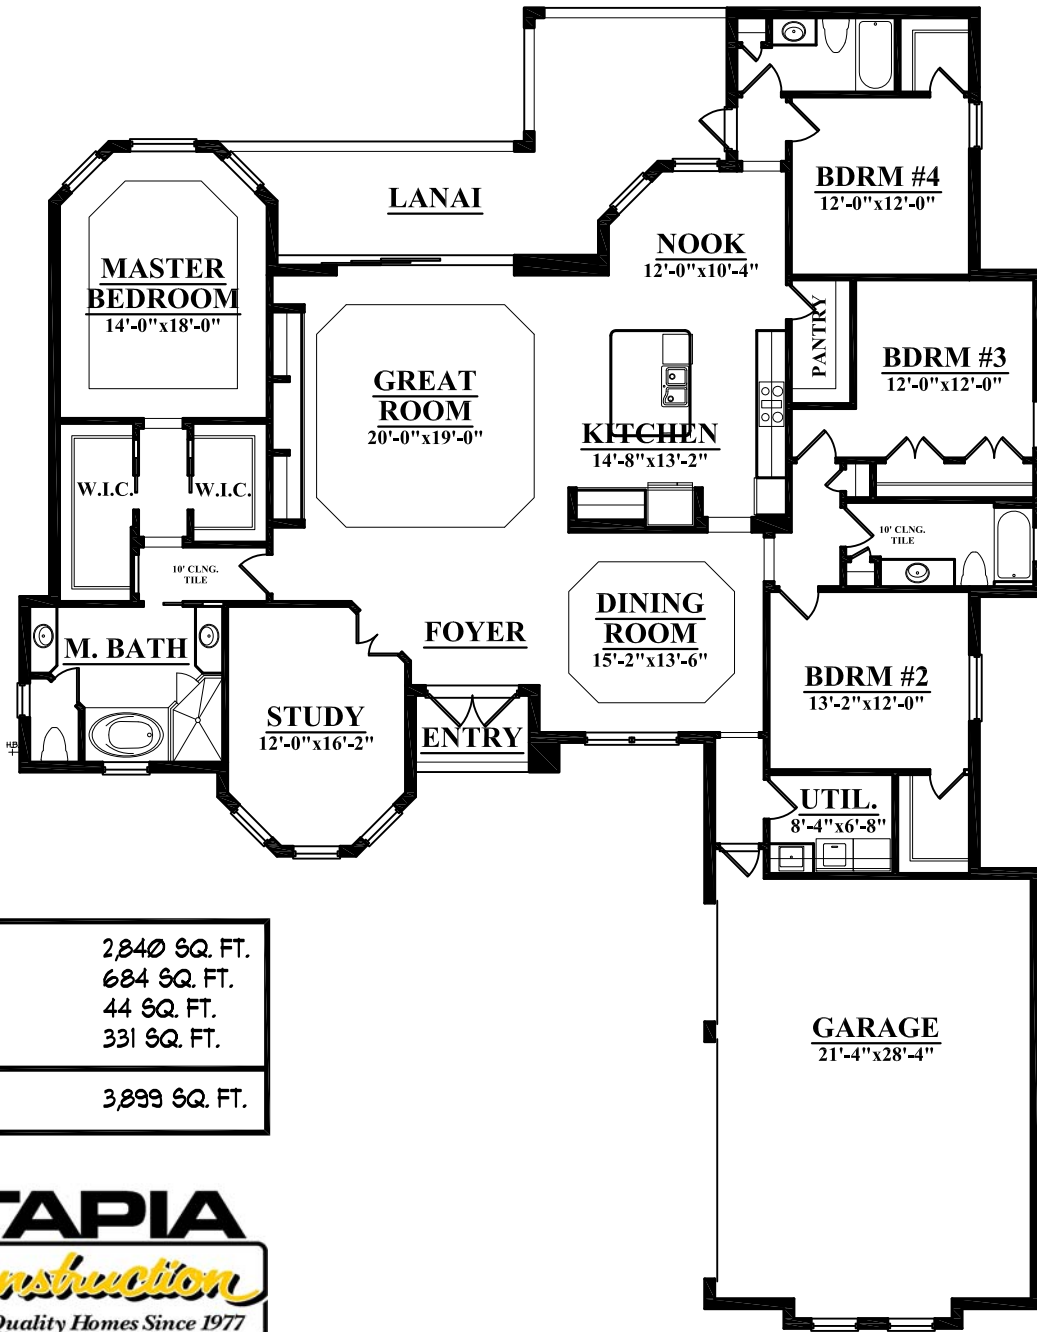 BDRM #4
12'-0"x12'-0"
LANAI
NOOK
12'-0"x10'-4"
MASTER
BEDROOM
14'-0"x18'-0"
PANTRY
BDRM #3
12'-0"x12'-0"
GREAT
ROOM
20'-0"x19'-0"
KITCHEN
14'-8"x13'-2"
W.I.C.
W.I.C.
10' CLNG.
TILE
10' CLNG.
TILE
DINING
ROOM
15'-2"x13'-6"
FOYER
M. BATH
BDRM #2
13'-2"x12'-0"
STUDY
12'-0"x16'-2"
ENTRY
H.B.
UTIL.
8'-4"x6'-8"
2,840 SQ. FT.
684 SQ. FT.
44 SQ. FT.
331 SQ. FT.
3,899 SQ. FT.
GARAGE
21'-4"x28'-4"
TAPIA
nstruction
Quality Homes Since 1977